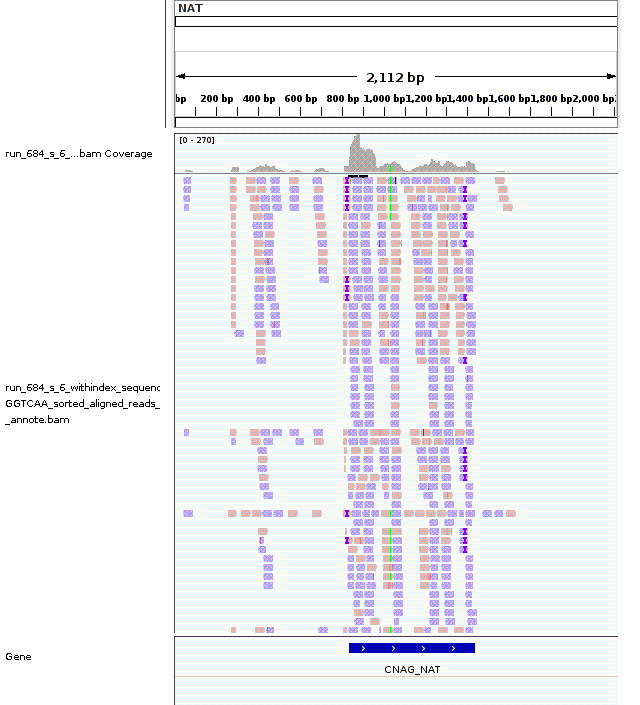 NAT
2,112 bp
bp 200 bp 400 bp 600 bp 800 bp 1,000 bp 1,200 bp 1,400 bp 1,600 bp 1,800 bp 2,000 bp
[0 - 270]
run_684_s_6_...bam Coverage
run_684_s_6_withindex_sequenc
GGTCAA_sorted_aligned_reads_
_annote.bam
Gene
CNAG_NAT